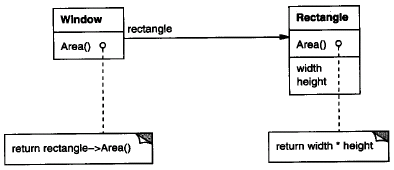 Window
Area()
rectangle
Rectangle
Area()
width
height
return rectangle->Area()
return width * height